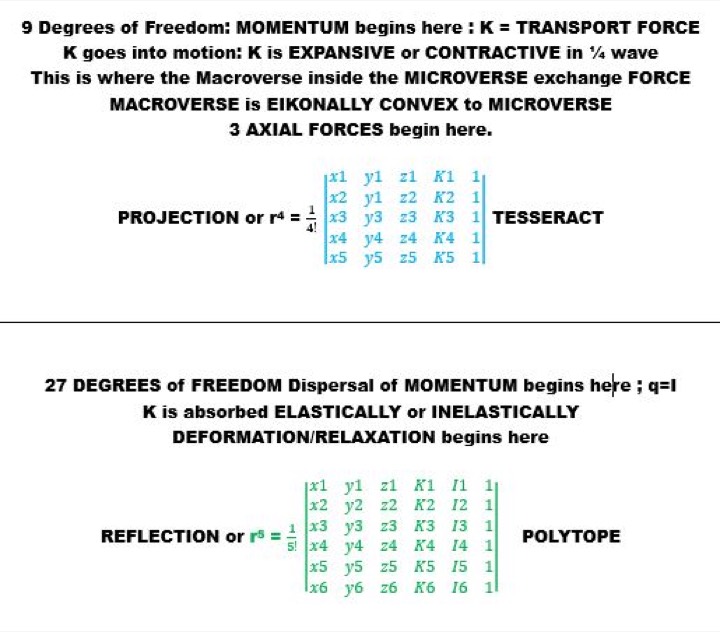 9 Degrees of Freedom: MOMENTUM begins here : K = TRANSPORT FORCE
K goes into motion: K is EXPANSIVE or CONTRACTIVE in ¼ wave
This is where the Macroverse inside the MICROVERSE exchange FORCE
MACROVERSE is EIKONALLY CONVEX to MICROVERSE
3 AXIAL FORCES begin here.
|x1 y1 z1 K1 1|
|x2 y1 z2 K2 1|
PROJECTION or r⁴ = 1/4! |x3 y3 z3 K3 1| TESSERACT
|x4 y4 z4 K4 1|
|x5 y5 z5 K5 1|
27 DEGREES of FREEDOM Dispersal of MOMENTUM begins here ; q=I
K is absorbed ELASTICALLY or INELASTICALLY
DEFORMATION/RELAXATION begins here
|x1 y1 z1 K1 I1 1|
|x2 y2 z2 K2 I2 1|
|x3 y3 z3 K3 I3 1|
REFLECTION or r⁵ = 1/5! |x4 y4 z4 K4 I4 1| POLYTOPE
|x5 y5 z5 K5 I5 1|
|x6 y6 z6 K6 I6 1|